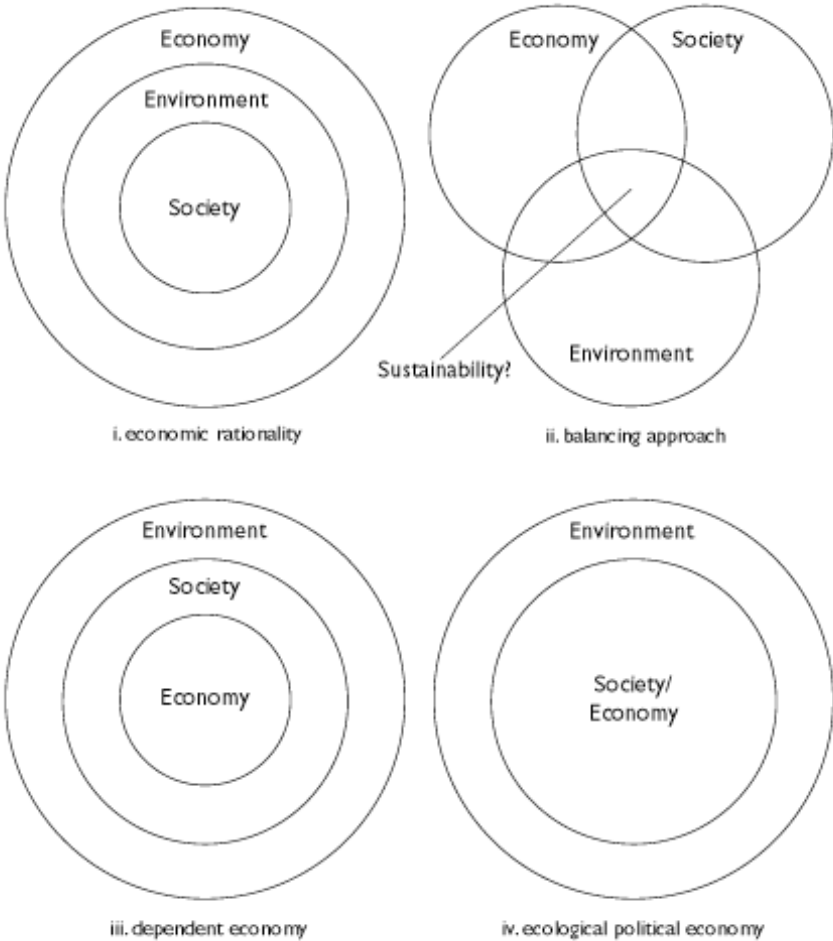 Economy
Environment
Society
i. economic rationality
Economy
Society
Sustainability?
Environment
ii. balancing approach
Environment
Society
Economy
iii. dependent economy
Environment
Society/
Economy
iv. ecological political economy